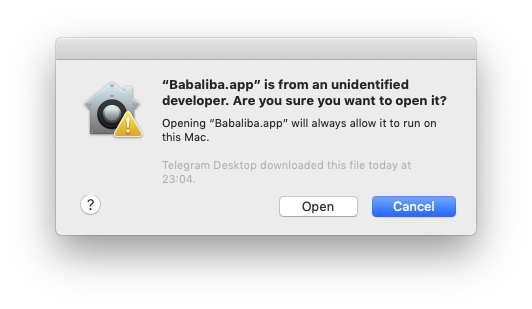 “Babaliba.app” is from an unidentified
developer. Are you sure you want to open it?
Opening “Babaliba.app” will always allow it to run on
this Mac.
Telegram Desktop downloaded this file today at
23:04.
?
Open
Cancel